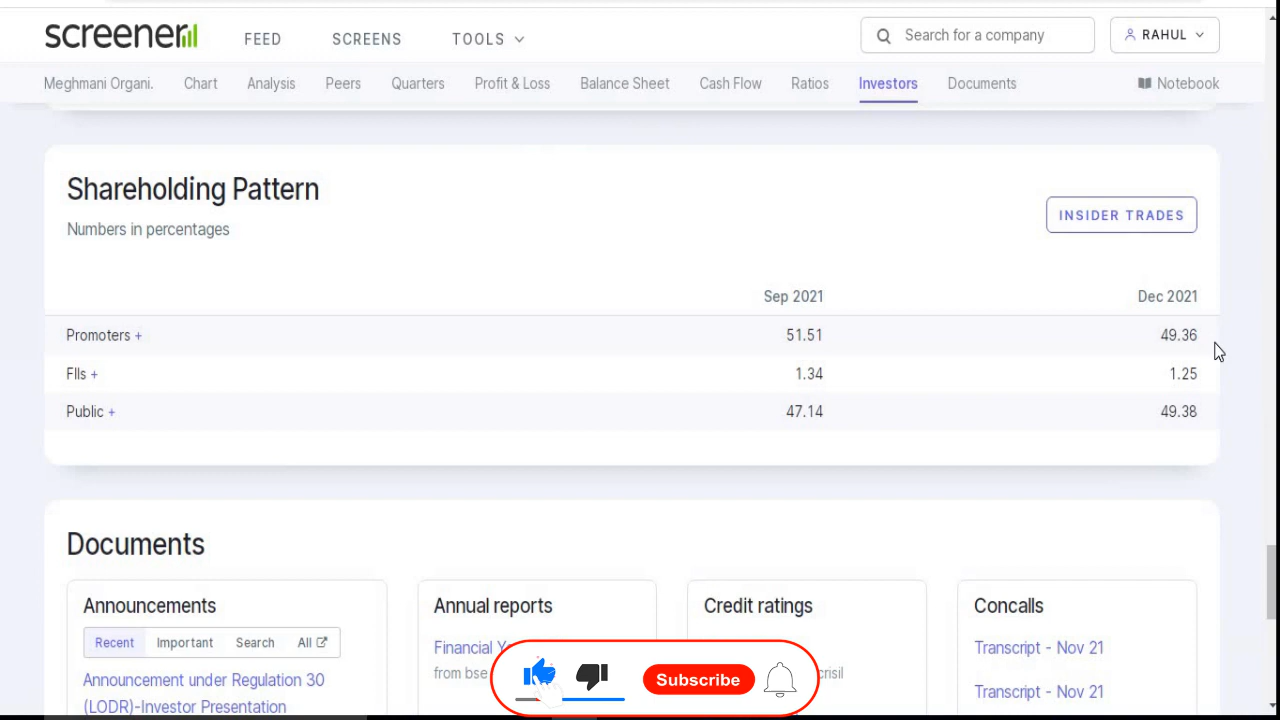 screener
FEED SCREENS TOOLS
Search for a company
RAHUL
Meghmani Organi. Chart Analysis Peers Quarters Profit & Loss Balance Sheet Cash Flow Ratios Investors Documents Notebook
Shareholding Pattern
Numbers in percentages
INSIDER TRADES
Sep 2021 Dec 2021
Promoters + 51.51 49.36
FIIs + 1.34 1.25
Public + 47.14 49.38
Documents
Announcements
Recent Important Search All
Announcement under Regulation 30
(LODR)-Investor Presentation
Annual reports
Financial
from bse
Credit ratings
crisil
Concalls
Transcript - Nov 21
Transcript - Nov 21
Subscribe